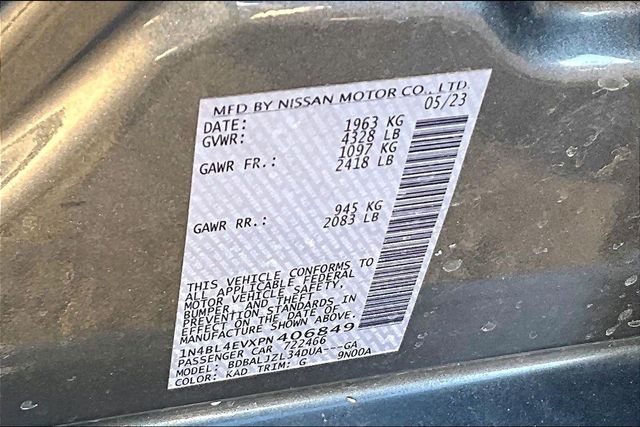 MFD BY NISSAN MOTOR CO., LTD.
DATE: 05/23
GVWR: 1963 KG
4328 LB
GAWR FR.: 1097 KG
2418 LB
GAWR RR.: 945 KG
2083 LB
THIS VEHICLE CONFORMS TO
ALL APPLICABLE FEDERAL
MOTOR VEHICLE SAFETY,
BUMPER, AND THEFT
PREVENTION STANDARDS IN
EFFECT ON THE DATE OF
MANUFACTURE SHOWN ABOVE.
1N4BL4EVXPN406849
PASSENGER CAR 722466
MODEL: BDBALJZL34DUA---GA
COLOR: KAD TRIM: G 9N00A